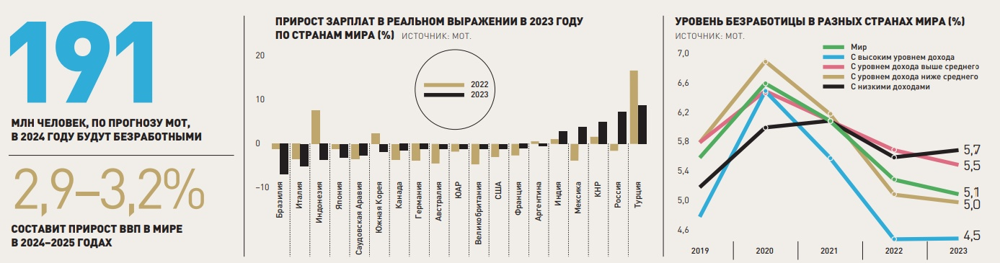 191
МЛН ЧЕЛОВЕК, ПО ПРОГНОЗУ МОТ,
В 2024 ГОДУ БУДУТ БЕЗРАБОТНЫМИ
2,9–3,2%
СОСТАВИТ ПРИРОСТ ВВП В МИРЕ
В 2024–2025 ГОДАХ
ПРИРОСТ ЗАРПЛАТ В РЕАЛЬНОМ ВЫРАЖЕНИИ В 2023 ГОДУ
ПО СТРАНАМ МИРА (%) ИСТОЧНИК: МОТ.
20
10
0
–10
2022
2023
Бразилия
Италия
Индонезия
Япония
Саудовская Аравия
Южная Корея
Канада
Германия
Австралия
ЮАР
Великобритания
США
Франция
Аргентина
Индия
Мексика
КНР
Россия
Турция
УРОВЕНЬ БЕЗРАБОТИЦЫ В РАЗНЫХ СТРАНАХ МИРА (%)
ИСТОЧНИК: МОТ.
Мир
С высоким уровнем дохода
С уровнем дохода выше среднего
С уровнем дохода ниже среднего
С низкими доходами
7,0
6,6
6,2
5,8
5,4
5,0
4,6
5,7
5,5
5,1
5,0
4,5
2019 2020 2021 2022 2023